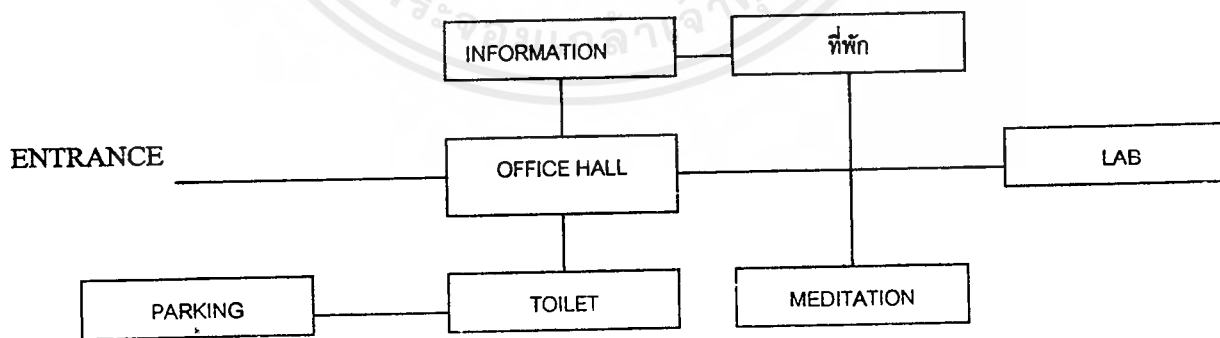 INFORMATION
ที่พัก
ENTRANCE
OFFICE HALL
LAB
PARKING
TOILET
MEDITATION